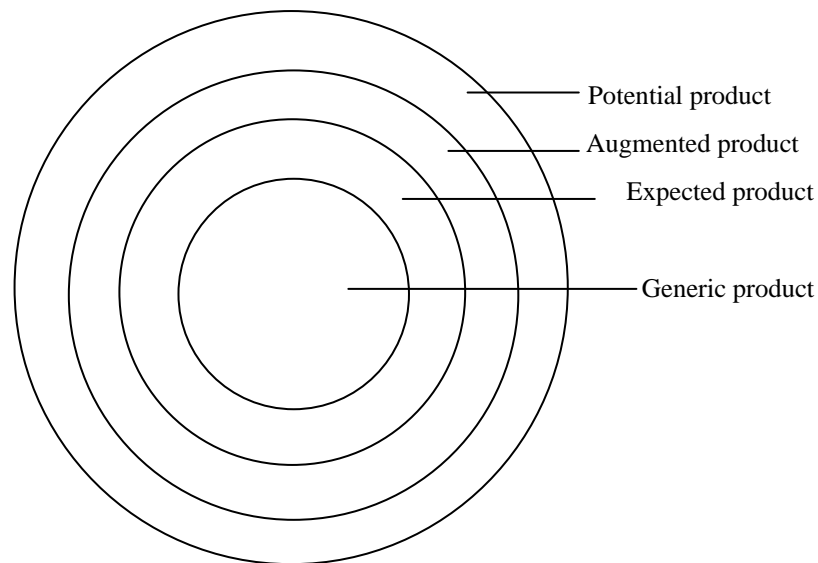 Potential product
Augmented product
Expected product
Generic product